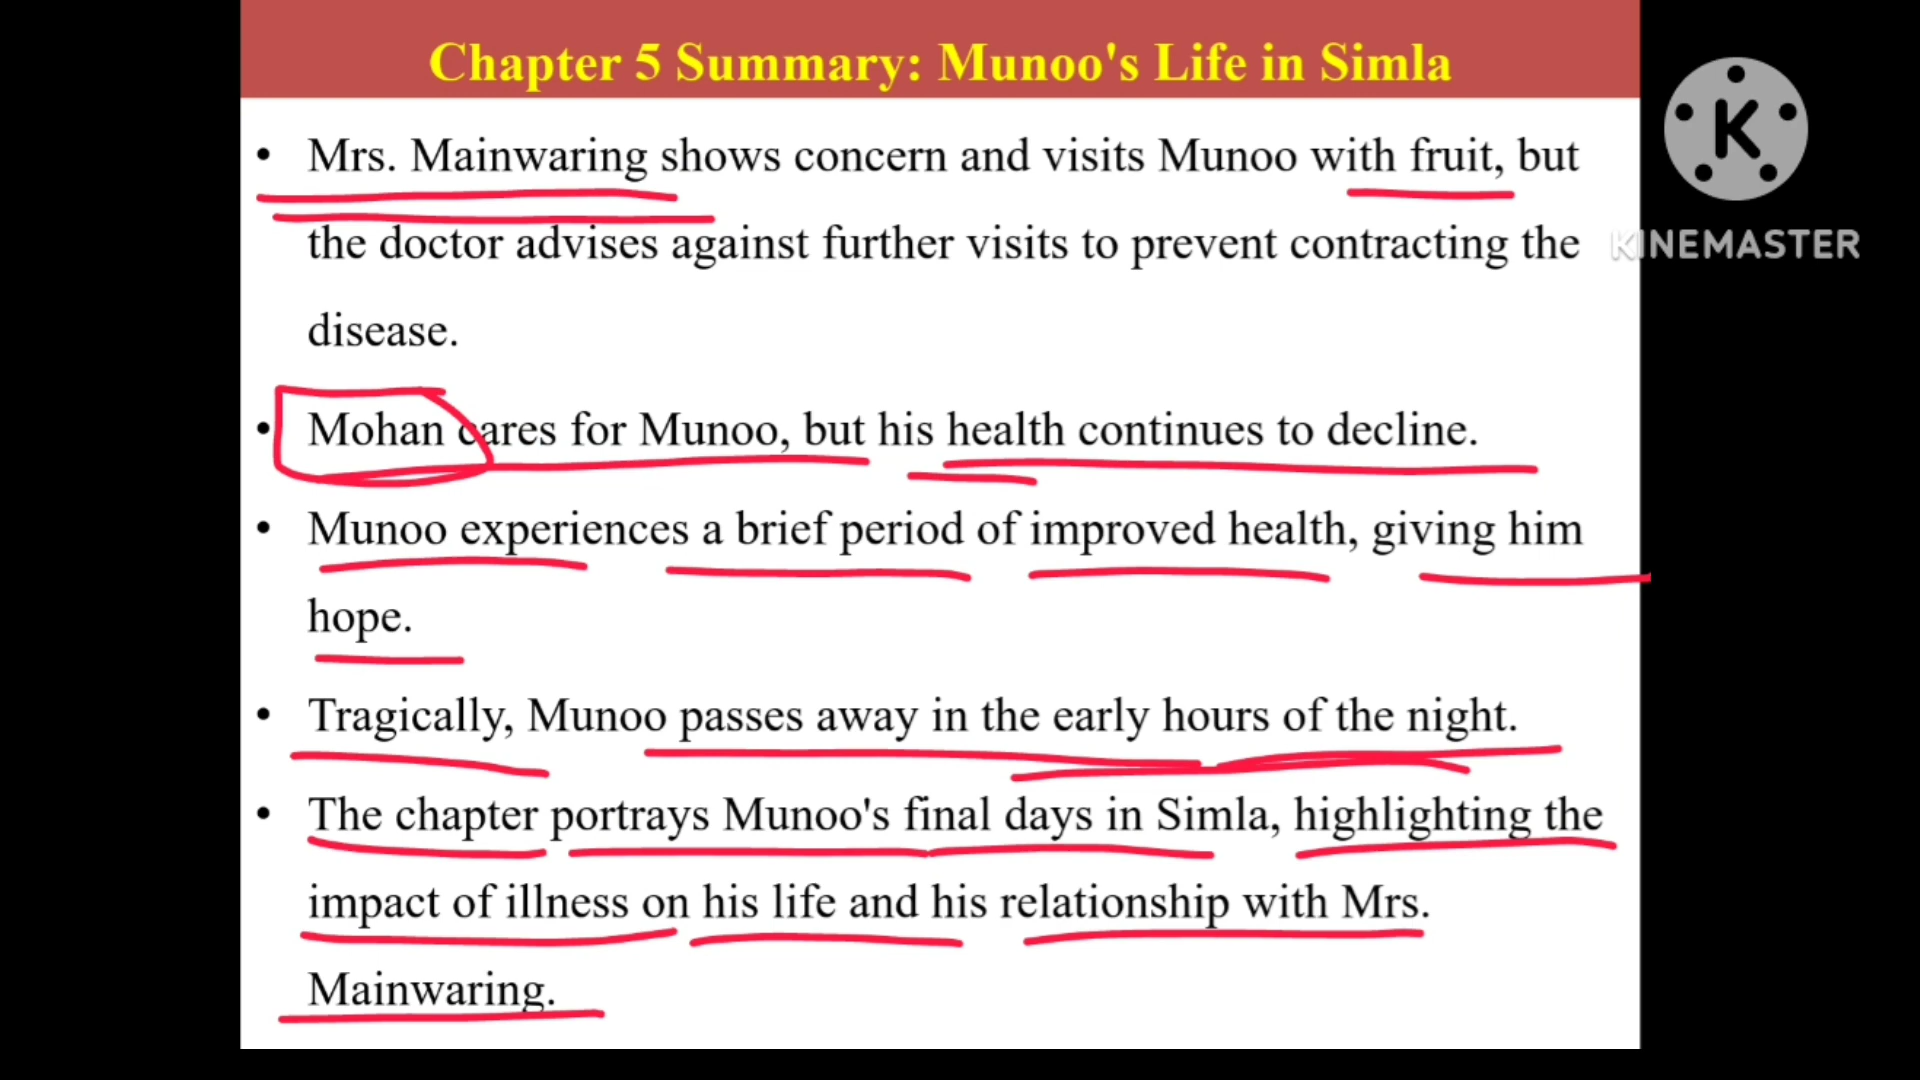 Chapter 5 Summary: Munoo's Life in Simla
• Mrs. Mainwaring shows concern and visits Munoo with fruit, but
the doctor advises against further visits to prevent contracting the
disease.
• Mohan cares for Munoo, but his health continues to decline.
• Munoo experiences a brief period of improved health, giving him
hope.
• Tragically, Munoo passes away in the early hours of the night.
• The chapter portrays Munoo's final days in Simla, highlighting the
impact of illness on his life and his relationship with Mrs.
Mainwaring.
K
KINEMASTER